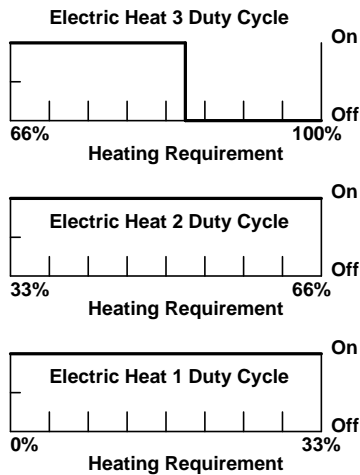 Electric Heat 3 Duty Cycle
On
Off
66% 100%
Heating Requirement
On
Electric Heat 2 Duty Cycle
Off
33% 66%
Heating Requirement
On
Electric Heat 1 Duty Cycle
Off
0% 33%
Heating Requirement